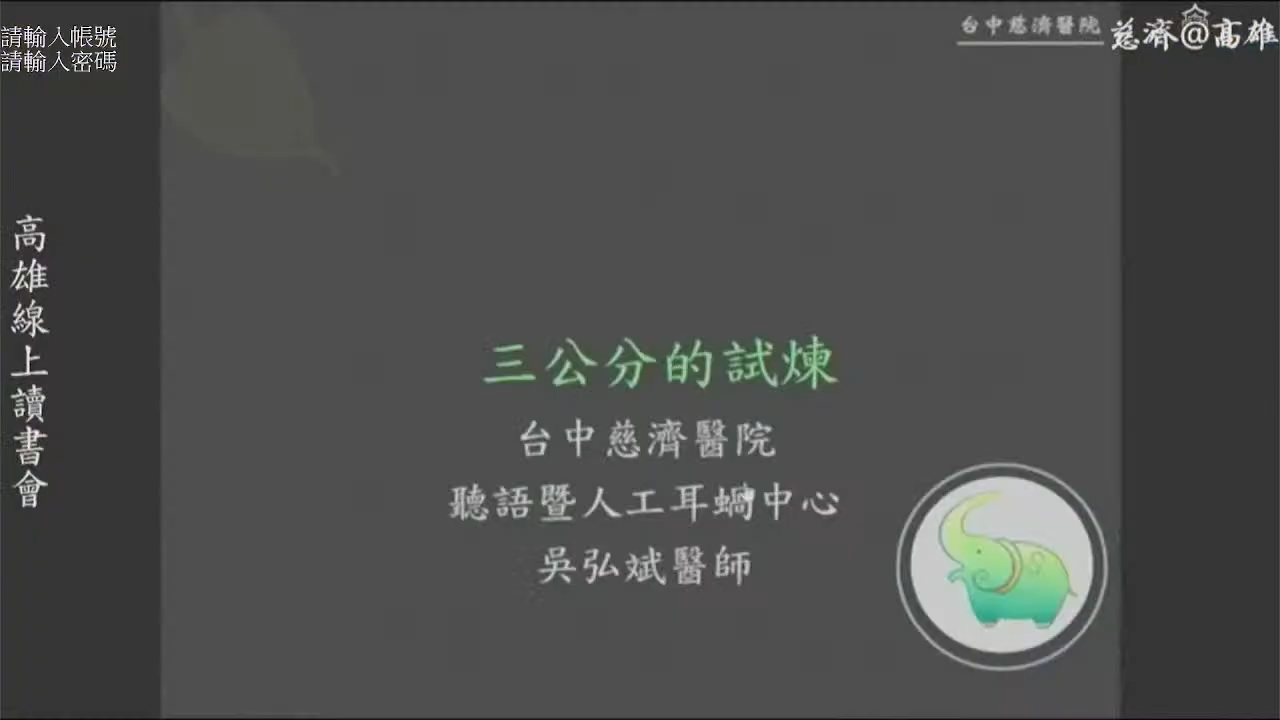 請輸入帳號
請輸入密碼
台中慈濟醫院
慈濟@高雄
高雄線上讀書會
三公分的試煉
台中慈濟醫院
聽語暨人工耳蝸中心
吳弘斌醫師